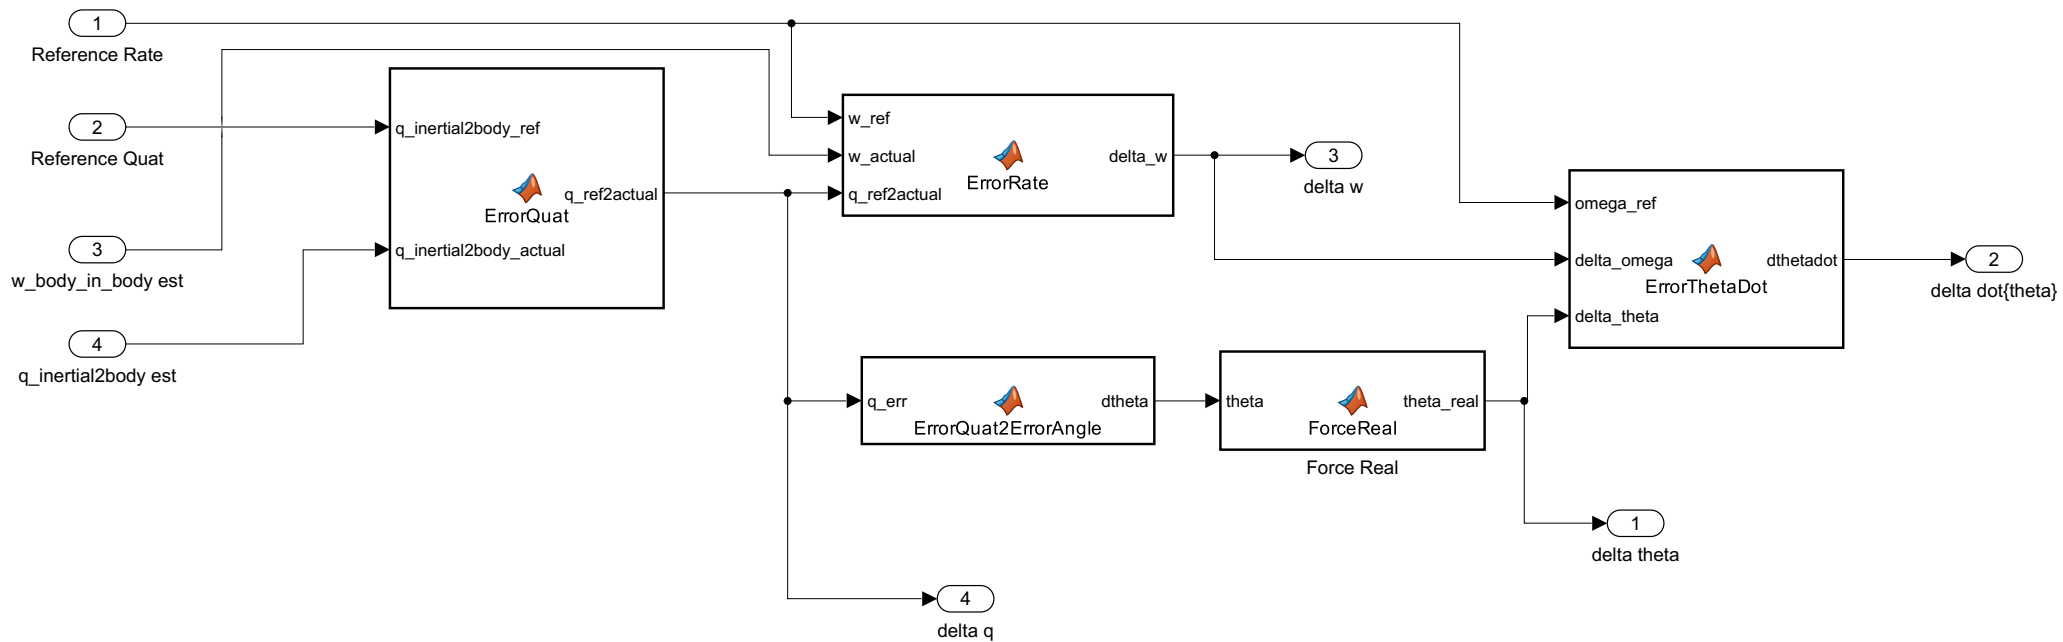 1
Reference Rate
2
Reference Quat
3
w_body_in_body est
4
q_inertial2body est
q_inertial2body_ref
q_ref2actual
ErrorQuat
q_inertial2body_actual
w_ref
w_actual
delta_w
ErrorRate
q_ref2actual
3
delta w
omega_ref
delta_omega
dthetadot
ErrorThetaDot
delta_theta
2
delta dot{theta}
q_err
dtheta
ErrorQuat2ErrorAngle
theta
theta_real
ForceReal
Force Real
1
delta theta
4
delta q